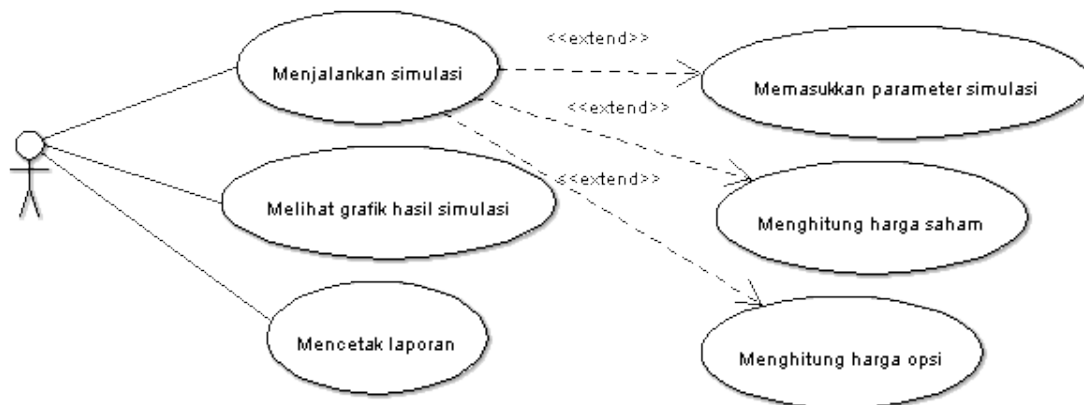 <<extend>>
Menjalankan simulasi
Memasukkan parameter simulasi
<<extend>>
<<extend>>
Melihat grafik hasil simulasi
Menghitung harga saham
Mencetak laporan
Menghitung harga opsi